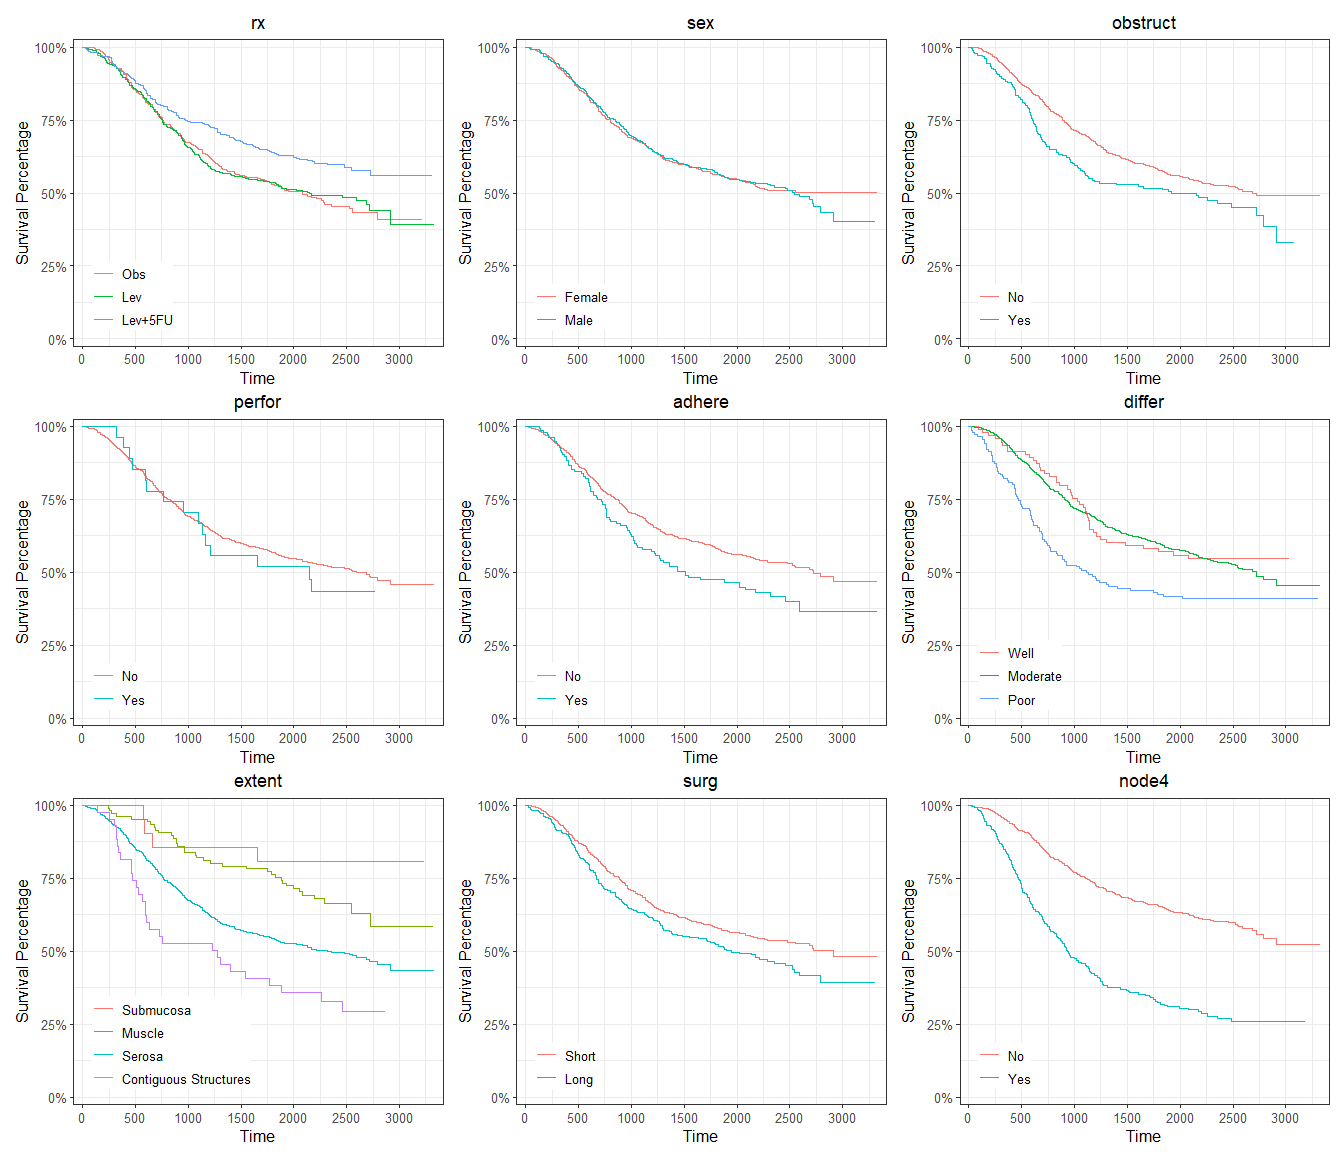 rx
sex
obstruct
Survival Percentage
100%
75%
50%
25%
0%
Obs
Lev
Lev+5FU
0 500 1000 1500 2000 2500 3000
Time
Survival Percentage
100%
75%
50%
25%
0%
Female
Male
0 500 1000 1500 2000 2500 3000
Time
Survival Percentage
100%
75%
50%
25%
0%
No
Yes
0 500 1000 1500 2000 2500 3000
Time
perfor
adhere
differ
Survival Percentage
100%
75%
50%
25%
0%
No
Yes
0 500 1000 1500 2000 2500 3000
Time
Survival Percentage
100%
75%
50%
25%
0%
No
Yes
0 500 1000 1500 2000 2500 3000
Time
Survival Percentage
100%
75%
50%
25%
0%
Well
Moderate
Poor
0 500 1000 1500 2000 2500 3000
Time
extent
surg
node4
Survival Percentage
100%
75%
50%
25%
0%
Submucosa
Muscle
Serosa
Contiguous Structures
0 500 1000 1500 2000 2500 3000
Time
Survival Percentage
100%
75%
50%
25%
0%
Short
Long
0 500 1000 1500 2000 2500 3000
Time
Survival Percentage
100%
75%
50%
25%
0%
No
Yes
0 500 1000 1500 2000 2500 3000
Time